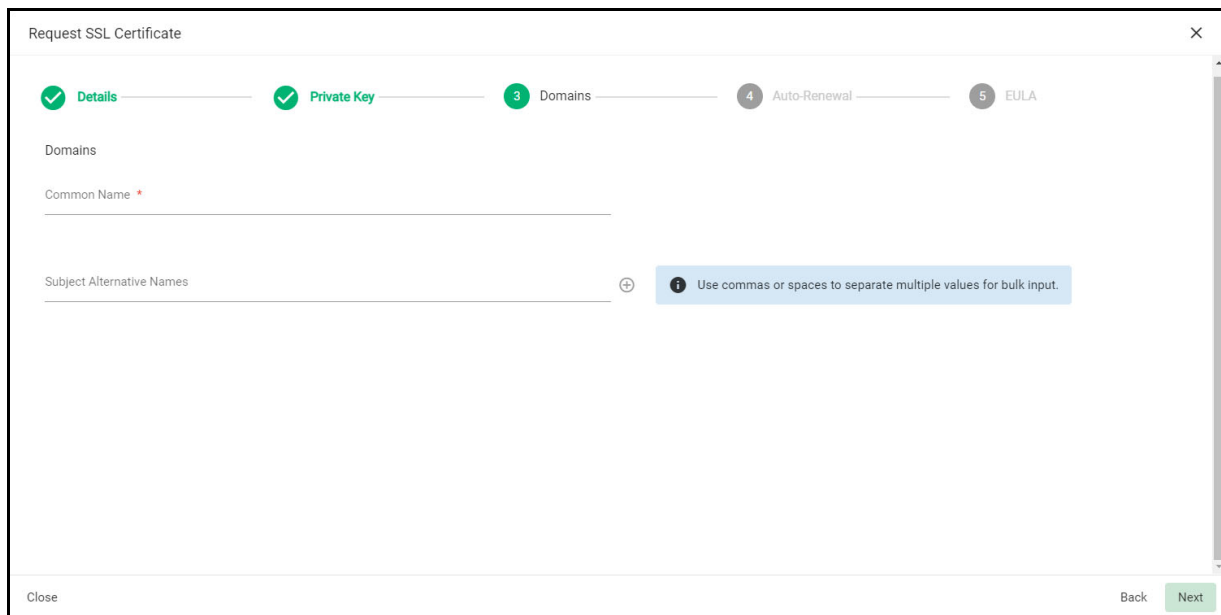 Request SSL Certificate
Details Private Key 3 Domains 4 Auto-Renewal 5 EULA
Domains
Common Name *
Subject Alternative Names
Use commas or spaces to separate multiple values for bulk input.
Close Back Next